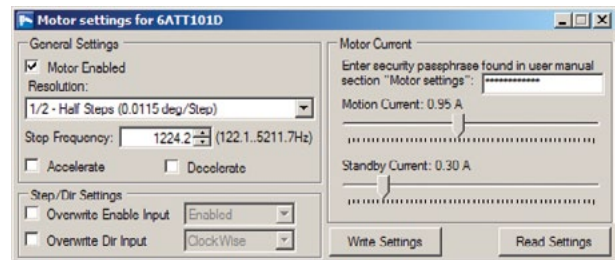 Motor settings for 6ATT101D
General Settings
Motor Enabled
Resolution:
1/2 - Half Steps (0.0115 deg/Step)
Step Frequency: 1224.2 (122.1..5211.7Hz)
Accelerate Decelerate
Step/Dir Settings
Overwrite Enable Input Enabled
Overwrite Dir Input ClockWise
Motor Current
Enter security passphrase found in user manual
section "Motor settings": ************
Motion Current: 0.95 A
Standby Current: 0.30 A
Write Settings Read Settings